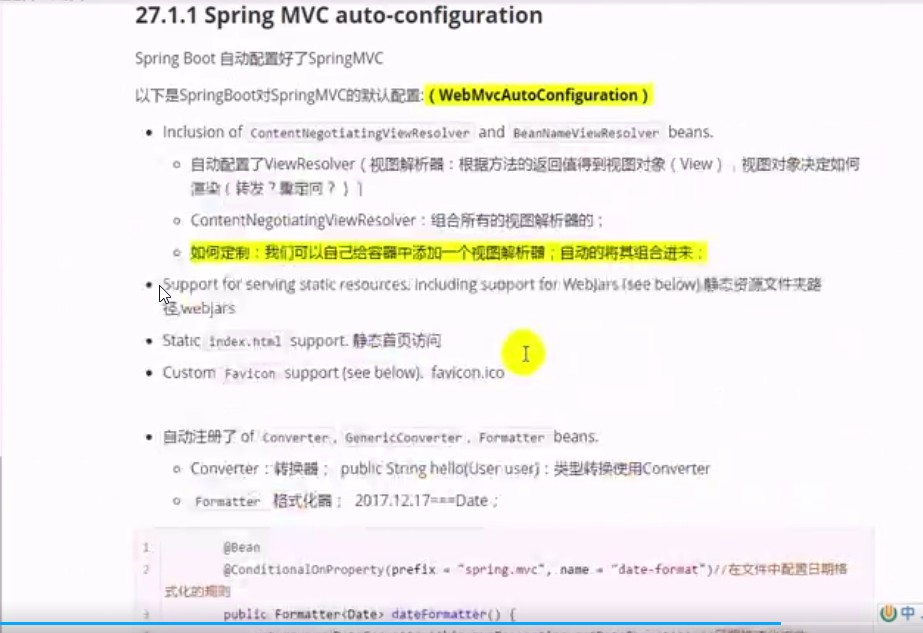 27.1.1 Spring MVC auto-configuration
Spring Boot 自动配置好了SpringMVC
以下是SpringBoot对SpringMVC的默认配置:（WebMvcAutoConfiguration）
• Inclusion of ContentNegotiatingViewResolver and BeanNameViewResolver beans.
◦ 自动配置了ViewResolver（视图解析器：根据方法的返回值得到视图对象（View），视图对象决定如何
渲染（转发？重定向？））
◦ ContentNegotiatingViewResolver：组合所有的视图解析器的；
◦ 如何定制：我们可以自己给容器中添加一个视图解析器；自动的将其组合进来；
• Support for serving static resources, including support for WebJars (see below).静态资源文件夹路
径,webjars
• Static index.html support. 静态首页访问
• Custom Favicon support (see below). favicon.ico
• 自动注册了 of Converter, GenericConverter, Formatter beans.
◦ Converter：转换器； public String hello(User user)：类型转换使用Converter
◦ Formatter 格式化器； 2017.12.17===Date；
1 @Bean
2 @ConditionalOnProperty(prefix = "spring.mvc", name = "date-format")//在文件中配置日期格
式化的规则
3 public Formatter<Date> dateFormatter() {
中